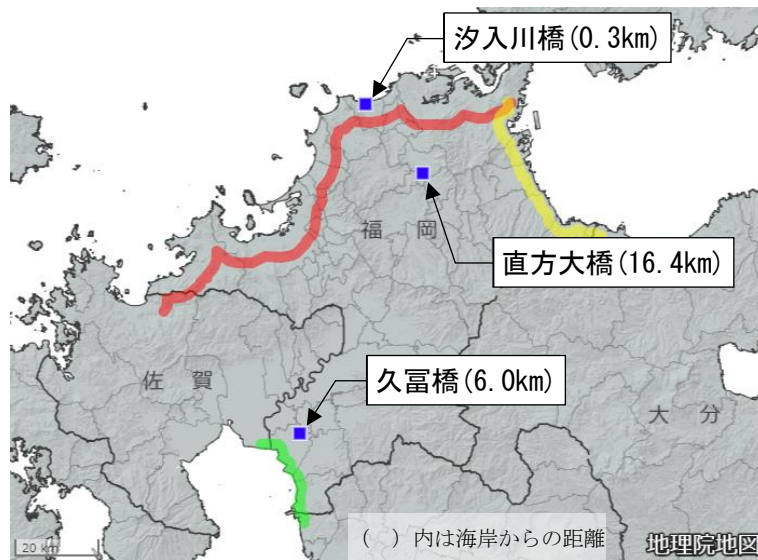 汐入川橋(0.3km)
福岡
直方大橋(16.4km)
佐賀
久冨橋(6.0km)
大分
20 km
( )内は海岸からの距離
地理院地図